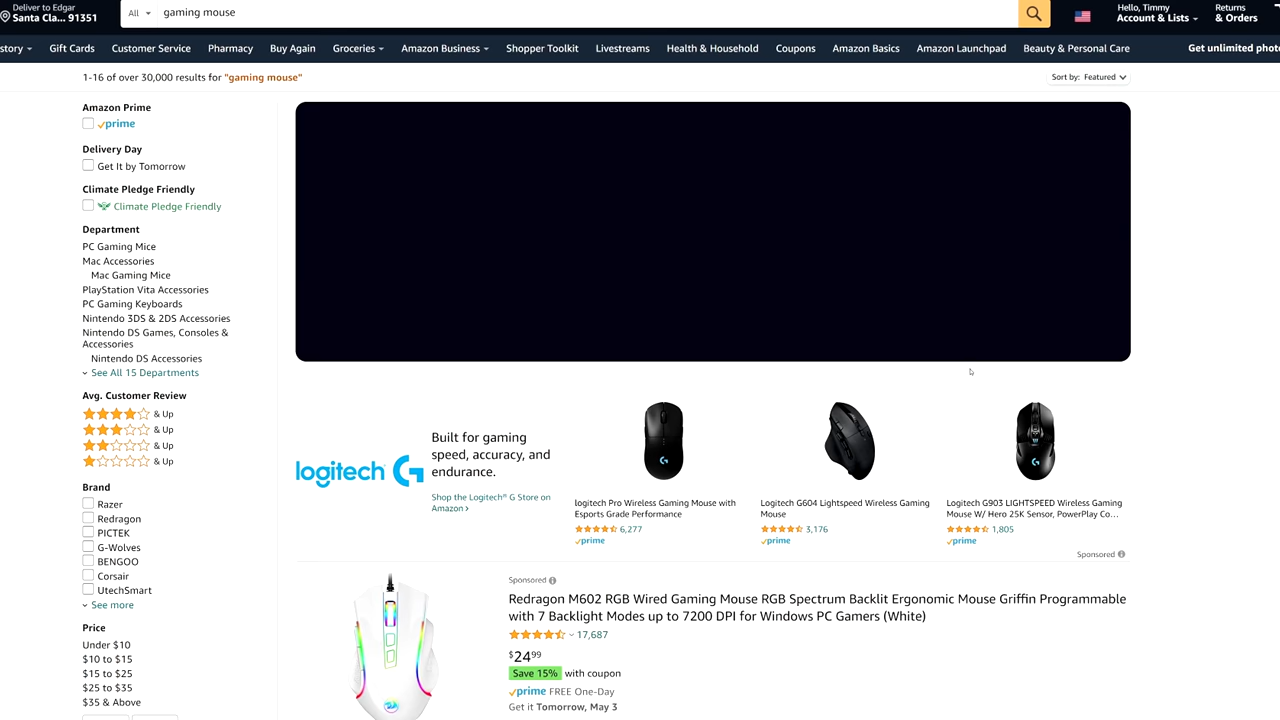 Deliver to Edgar
Santa Cla... 91351
All
gaming mouse
Hello, Timmy
Account & Lists
Returns
& Orders
story
Gift Cards
Customer Service
Pharmacy
Buy Again
Groceries
Amazon Business
Shopper Toolkit
Livestreams
Health & Household
Coupons
Amazon Basics
Amazon Launchpad
Beauty & Personal Care
Get unlimited phot
1-16 of over 30,000 results for "gaming mouse"
Sort by: Featured
Amazon Prime
prime
Delivery Day
Get It by Tomorrow
Climate Pledge Friendly
Climate Pledge Friendly
Department
PC Gaming Mice
Mac Accessories
Mac Gaming Mice
PlayStation Vita Accessories
PC Gaming Keyboards
Nintendo 3DS & 2DS Accessories
Nintendo DS Games, Consoles &
Accessories
Nintendo DS Accessories
See All 15 Departments
Avg. Customer Review
& Up
& Up
& Up
& Up
Brand
Razer
Redragon
PICTEK
G-Wolves
BENGOO
Corsair
UtechSmart
See more
Price
Under $10
$10 to $15
$15 to $25
$25 to $35
$35 & Above
logitech G
Built for gaming
speed, accuracy, and
endurance.
Shop the Logitech® G Store on
Amazon ›
logitech Pro Wireless Gaming Mouse with
Esports Grade Performance
6,277
prime
Logitech G604 Lightspeed Wireless Gaming
Mouse
3,176
prime
Logitech G903 LIGHTSPEED Wireless Gaming
Mouse W/ Hero 25K Sensor, PowerPlay Co...
1,805
prime
Sponsored
Sponsored
Redragon M602 RGB Wired Gaming Mouse RGB Spectrum Backlit Ergonomic Mouse Griffin Programmable
with 7 Backlight Modes up to 7200 DPI for Windows PC Gamers (White)
17,687
$24 99
Save 15% with coupon
prime FREE One-Day
Get it Tomorrow, May 3